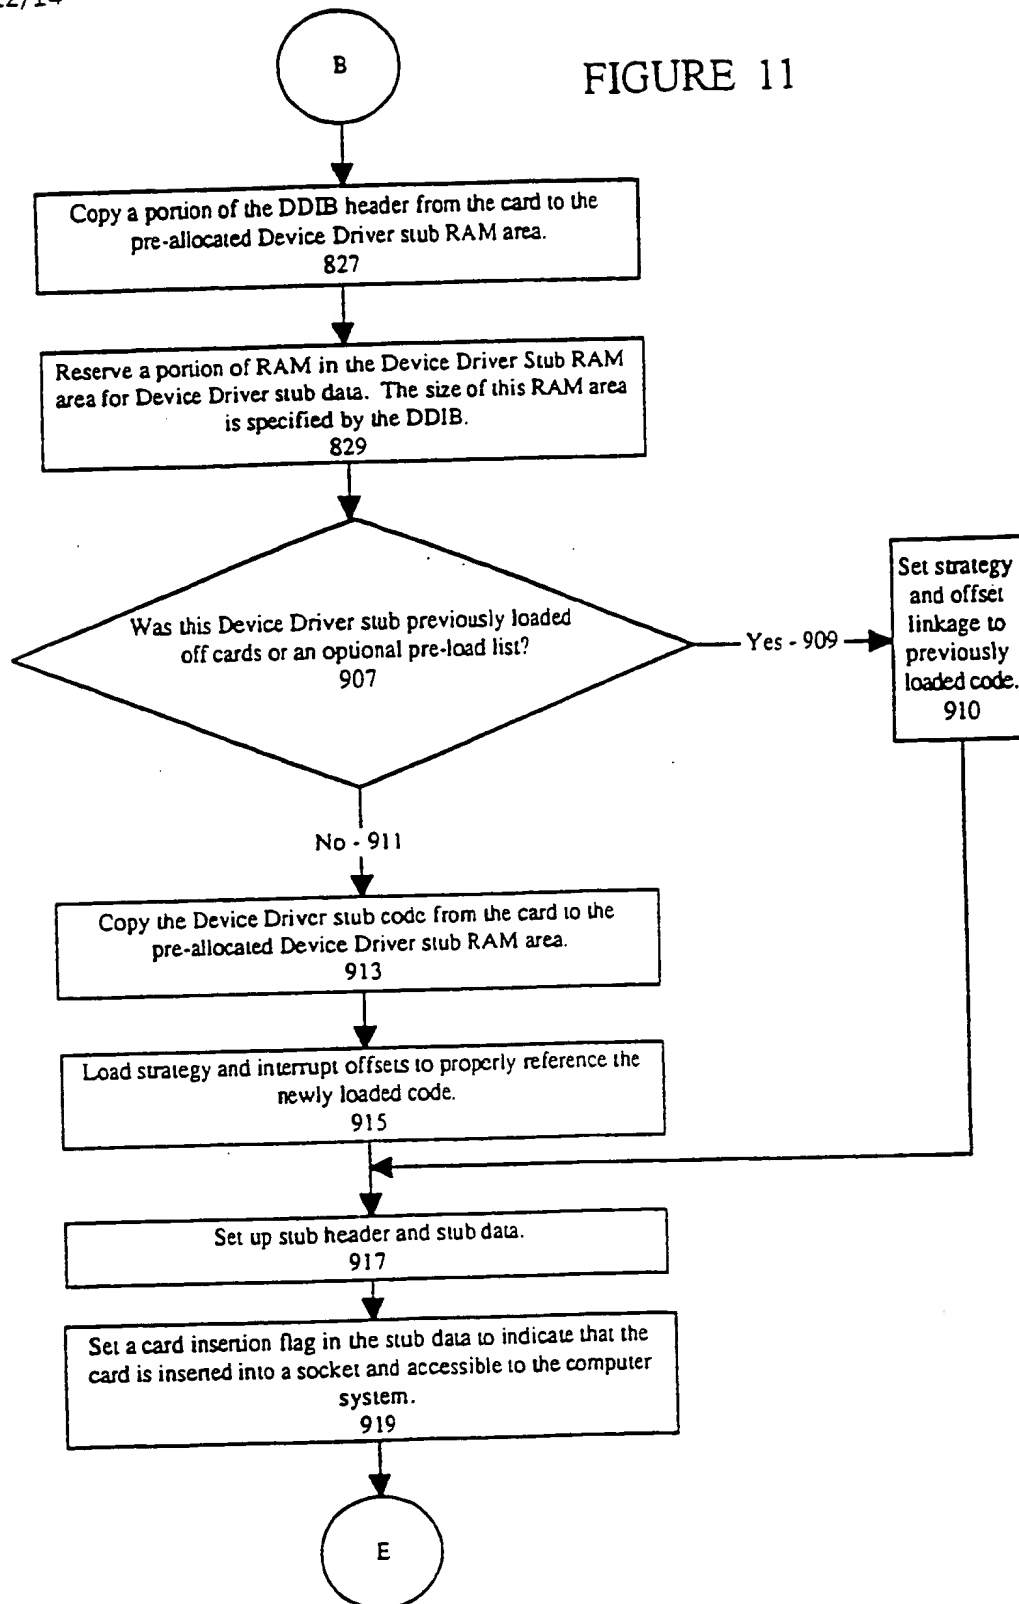 B
FIGURE 11
Copy a portion of the DDIB header from the card to the
pre-allocated Device Driver stub RAM area.
827
Reserve a portion of RAM in the Device Driver Stub RAM
area for Device Driver stub data. The size of this RAM area
is specified by the DDIB.
829
Was this Device Driver stub previously loaded
off cards or an optional pre-load list?
907
Yes - 909
Set strategy
and offset
linkage to
previously
loaded code.
910
No - 911
Copy the Device Driver stub code from the card to the
pre-allocated Device Driver stub RAM area.
913
Load strategy and interrupt offsets to properly reference the
newly loaded code.
915
Set up stub header and stub data.
917
Set a card insertion flag in the stub data to indicate that the
card is inserted into a socket and accessible to the computer
system.
919
E